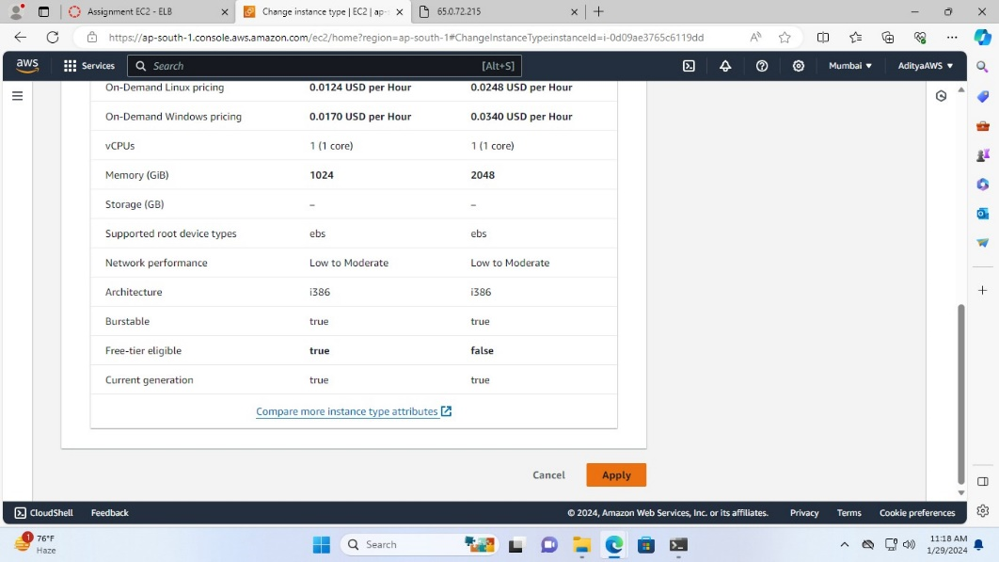 Assignment EC2 - ELB
Change instance type | EC2 | ap-
65.0.72.215
https://ap-south-1.console.aws.amazon.com/ec2/home?region=ap-south-1#ChangeInstanceType:instanceId=i-0d09ae3765c6119dd
aws Services Search [Alt+S] Mumbai AdityaAWS
On-Demand Linux pricing 0.0124 USD per Hour 0.0248 USD per Hour
On-Demand Windows pricing 0.0170 USD per Hour 0.0340 USD per Hour
vCPUs 1 (1 core) 1 (1 core)
Memory (GiB) 1024 2048
Storage (GB) – –
Supported root device types ebs ebs
Network performance Low to Moderate Low to Moderate
Architecture i386 i386
Burstable true true
Free-tier eligible true false
Current generation true true
Compare more instance type attributes
Cancel Apply
CloudShell Feedback © 2024, Amazon Web Services, Inc. or its affiliates. Privacy Terms Cookie preferences
1 76°F
Haze
Search
11:18 AM
1/29/2024